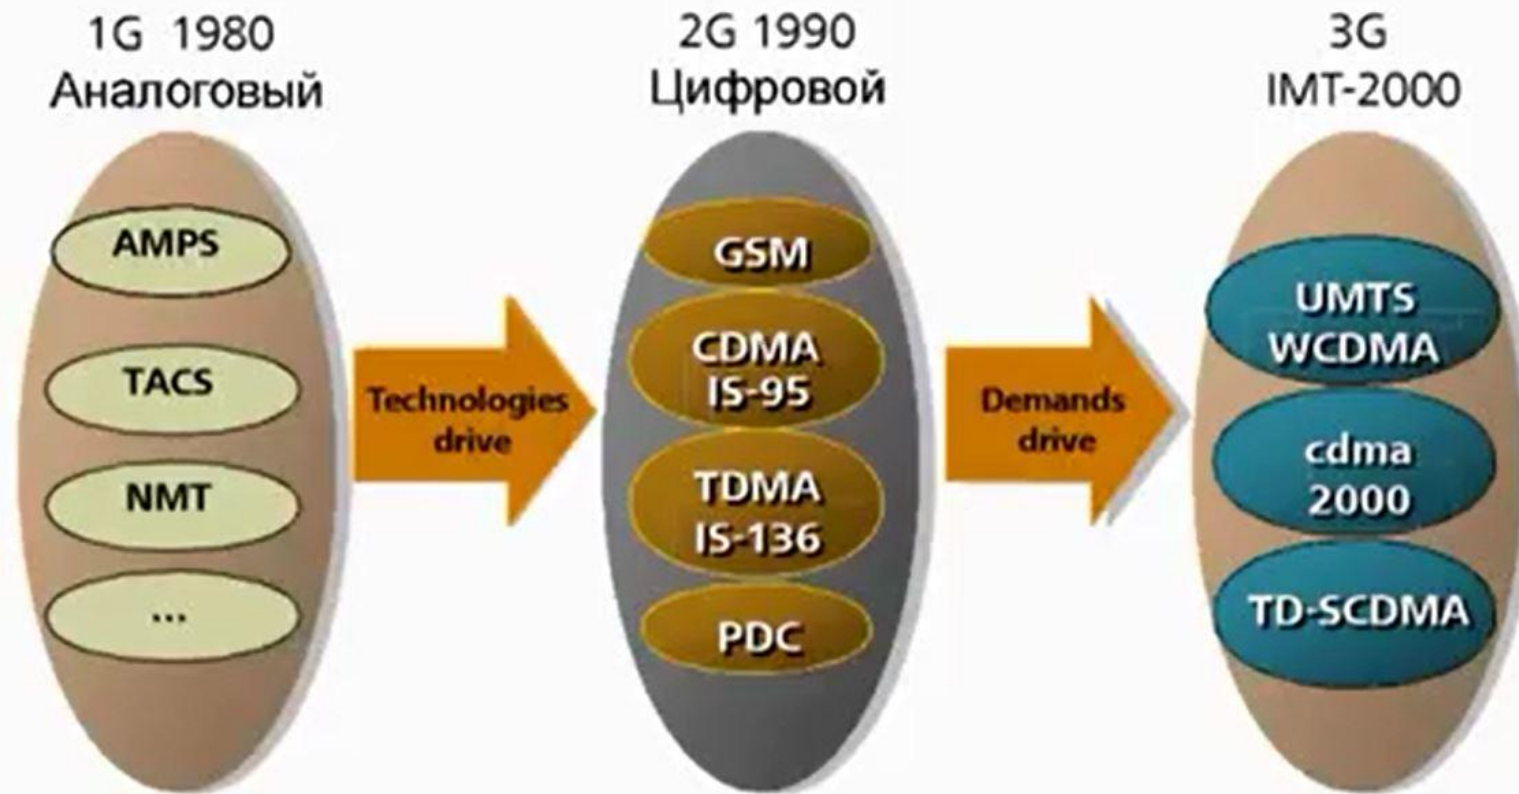 1G 1980
Аналоговый
AMPS
TACS
NMT
...
Technologies
drive
2G 1990
Цифровой
GSM
CDMA
IS-95
TDMA
IS-136
PDC
Demands
drive
3G
IMT-2000
UMTS
WCDMA
cdma
2000
TD-SCDMA